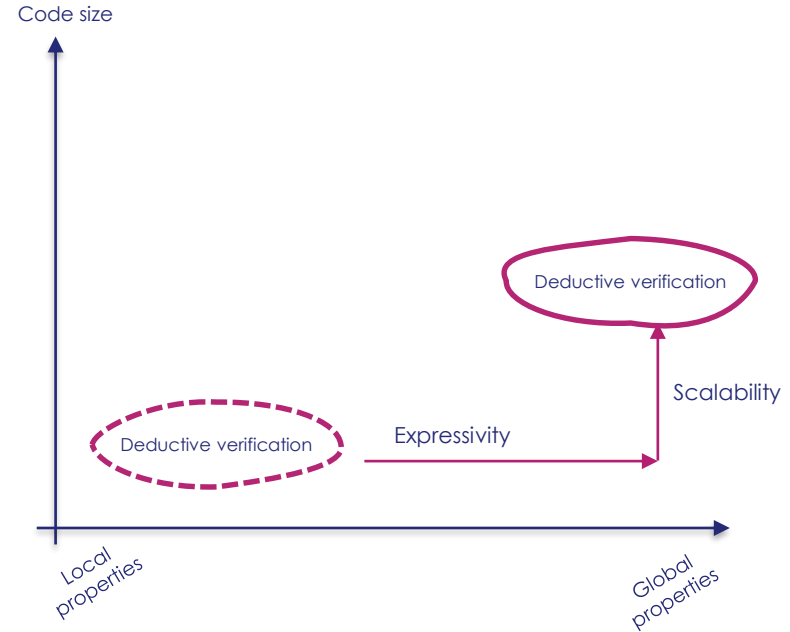 Code size
Deductive verification
Scalability
Expressivity
Deductive verification
Local
properties
Global
properties